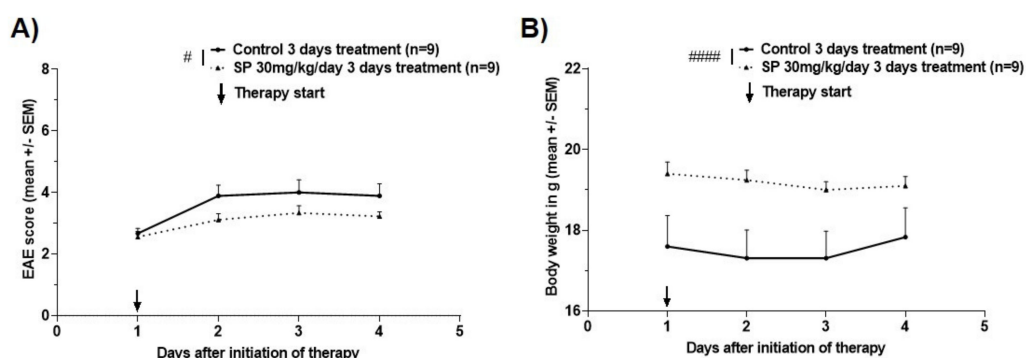 A)
# Control 3 days treatment (n=9)
SP 30mg/kg/day 3 days treatment (n=9)
Therapy start
EAE score (mean +/- SEM)
8
6
4
2
0
0 1 2 3 4 5
Days after initiation of therapy
B)
#### Control 3 days treatment (n=9)
SP 30mg/kg/day 3 days treatment (n=9)
Therapy start
Body weight in g (mean +/- SEM)
22
20
18
16
0 1 2 3 4 5
Days after initiation of therapy